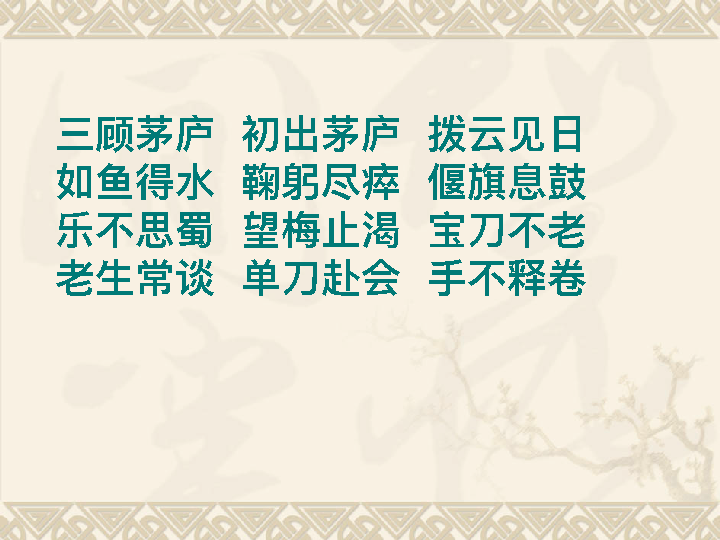 三顾茅庐 初出茅庐 拨云见日
如鱼得水 鞠躬尽瘁 偃旗息鼓
乐不思蜀 望梅止渴 宝刀不老
老生常谈 单刀赴会 手不释卷